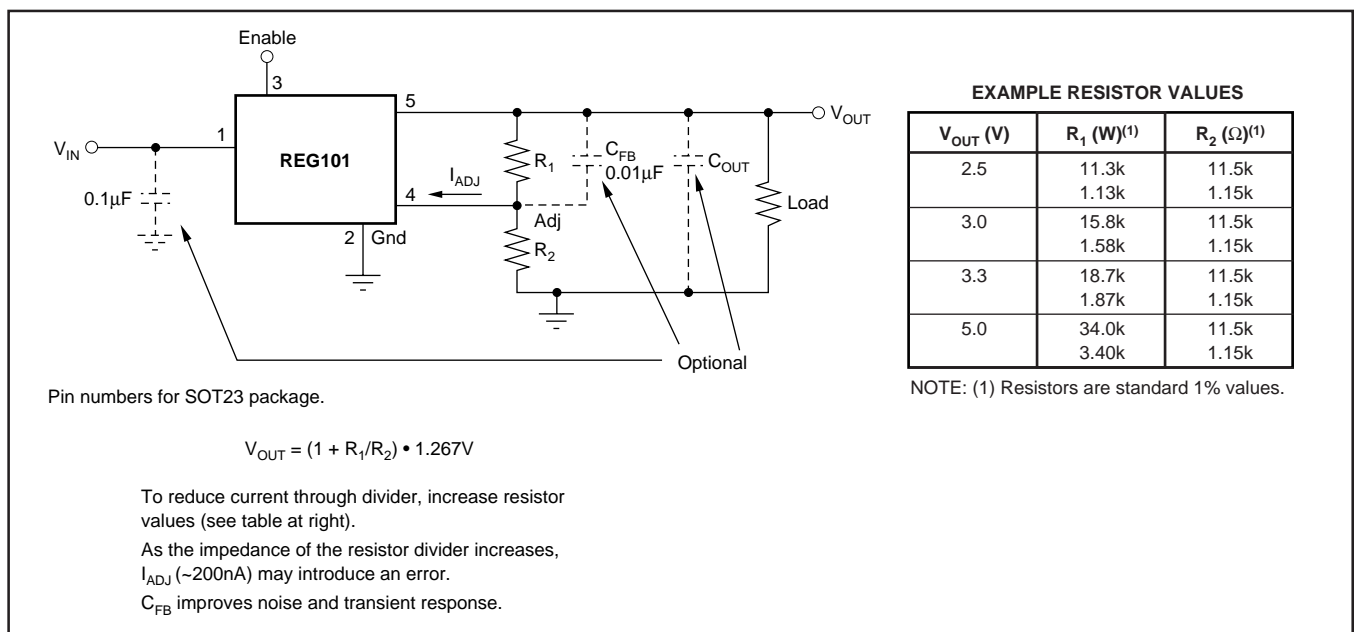 Enable
3
5
V_OUT
1
V_IN
REG101
R_1
C_FB
0.01µF
C_OUT
I_ADJ
0.1µF
4
Load
Adj
2
Gnd
R_2
Optional
Pin numbers for SOT23 package.
V_OUT = (1 + R_1/R_2) • 1.267V
To reduce current through divider, increase resistor
values (see table at right).
As the impedance of the resistor divider increases,
I_ADJ (~200nA) may introduce an error.
C_FB improves noise and transient response.
EXAMPLE RESISTOR VALUES
V_OUT (V) R_1 (W)(1) R_2 (Ω)(1)
2.5 11.3k 11.5k
1.13k 1.15k
3.0 15.8k 11.5k
1.58k 1.15k
3.3 18.7k 11.5k
1.87k 1.15k
5.0 34.0k 11.5k
3.40k 1.15k
NOTE: (1) Resistors are standard 1% values.